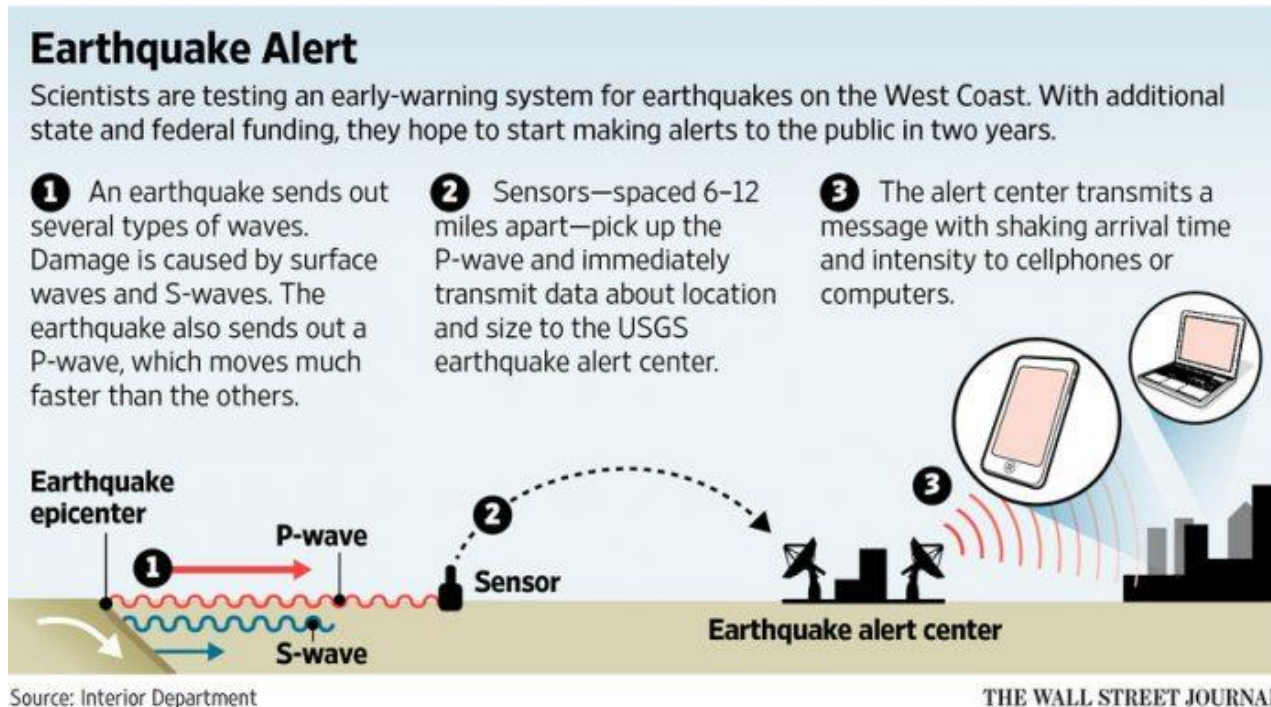 Earthquake Alert
Scientists are testing an early-warning system for earthquakes on the West Coast. With additional
state and federal funding, they hope to start making alerts to the public in two years.
1 An earthquake sends out
several types of waves.
Damage is caused by surface
waves and S-waves. The
earthquake also sends out a
P-wave, which moves much
faster than the others.
2 Sensors—spaced 6–12
miles apart—pick up the
P-wave and immediately
transmit data about location
and size to the USGS
earthquake alert center.
3 The alert center transmits a
message with shaking arrival time
and intensity to cellphones or
computers.
Earthquake
epicenter
1
P-wave
S-wave
2
Sensor
3
Earthquake alert center
Source: Interior Department
THE WALL STREET JOURNAL